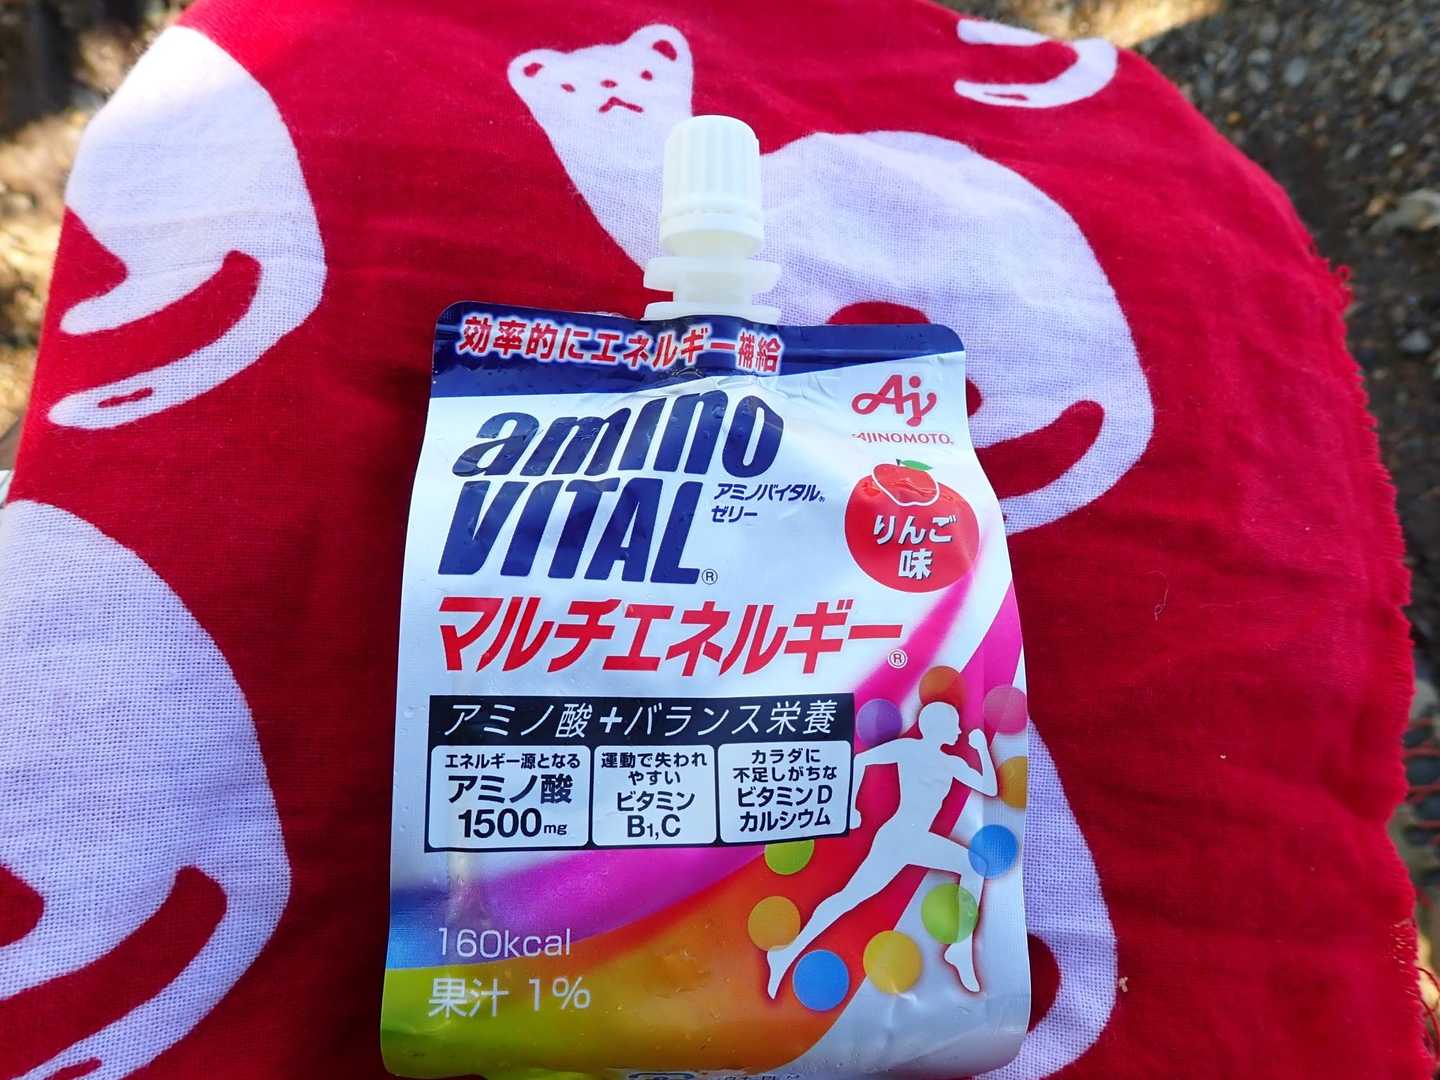 効率的にエネルギー補給
Aj
AJINOMOTO®
amino
VITAL®
アミノバイタル®
ゼリー
りんご
味
マルチエネルギー®
アミノ酸+バランス栄養
エネルギー源となる
アミノ酸
1500mg
運動で失われ
やすい
ビタミン
B1,C
カラダに
不足しがちな
ビタミンD
カルシウム
160kcal
果汁 1%